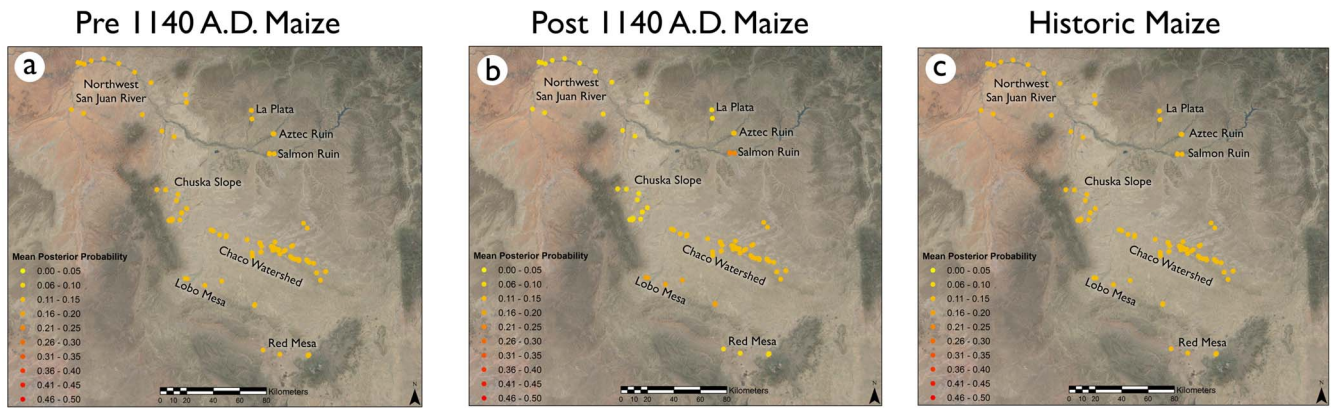 Pre 1140 A.D. Maize
a
Northwest
San Juan River
La Plata
Aztec Ruin
Salmon Ruin
Chuska Slope
Chaco Watershed
Lobo Mesa
Red Mesa
Mean Posterior Probability
0.00 - 0.05
0.06 - 0.10
0.11 - 0.15
0.16 - 0.20
0.21 - 0.25
0.26 - 0.30
0.31 - 0.35
0.36 - 0.40
0.41 - 0.45
0.46 - 0.50
Kilometers
0 10 20 40 60 80
N
Post 1140 A.D. Maize
b
Northwest
San Juan River
La Plata
Aztec Ruin
Salmon Ruin
Chuska Slope
Chaco Watershed
Lobo Mesa
Red Mesa
Mean Posterior Probability
0.00 - 0.05
0.06 - 0.10
0.11 - 0.15
0.16 - 0.20
0.21 - 0.25
0.26 - 0.30
0.31 - 0.35
0.36 - 0.40
0.41 - 0.45
0.46 - 0.50
Kilometers
0 10 20 40 60 80
N
Historic Maize
c
Northwest
San Juan River
La Plata
Aztec Ruin
Salmon Ruin
Chuska Slope
Chaco Watershed
Lobo Mesa
Red Mesa
Mean Posterior Probability
0.00 - 0.05
0.06 - 0.10
0.11 - 0.15
0.16 - 0.20
0.21 - 0.25
0.26 - 0.30
0.31 - 0.35
0.36 - 0.40
0.41 - 0.45
0.46 - 0.50
Kilometers
0 10 20 40 60 80
N